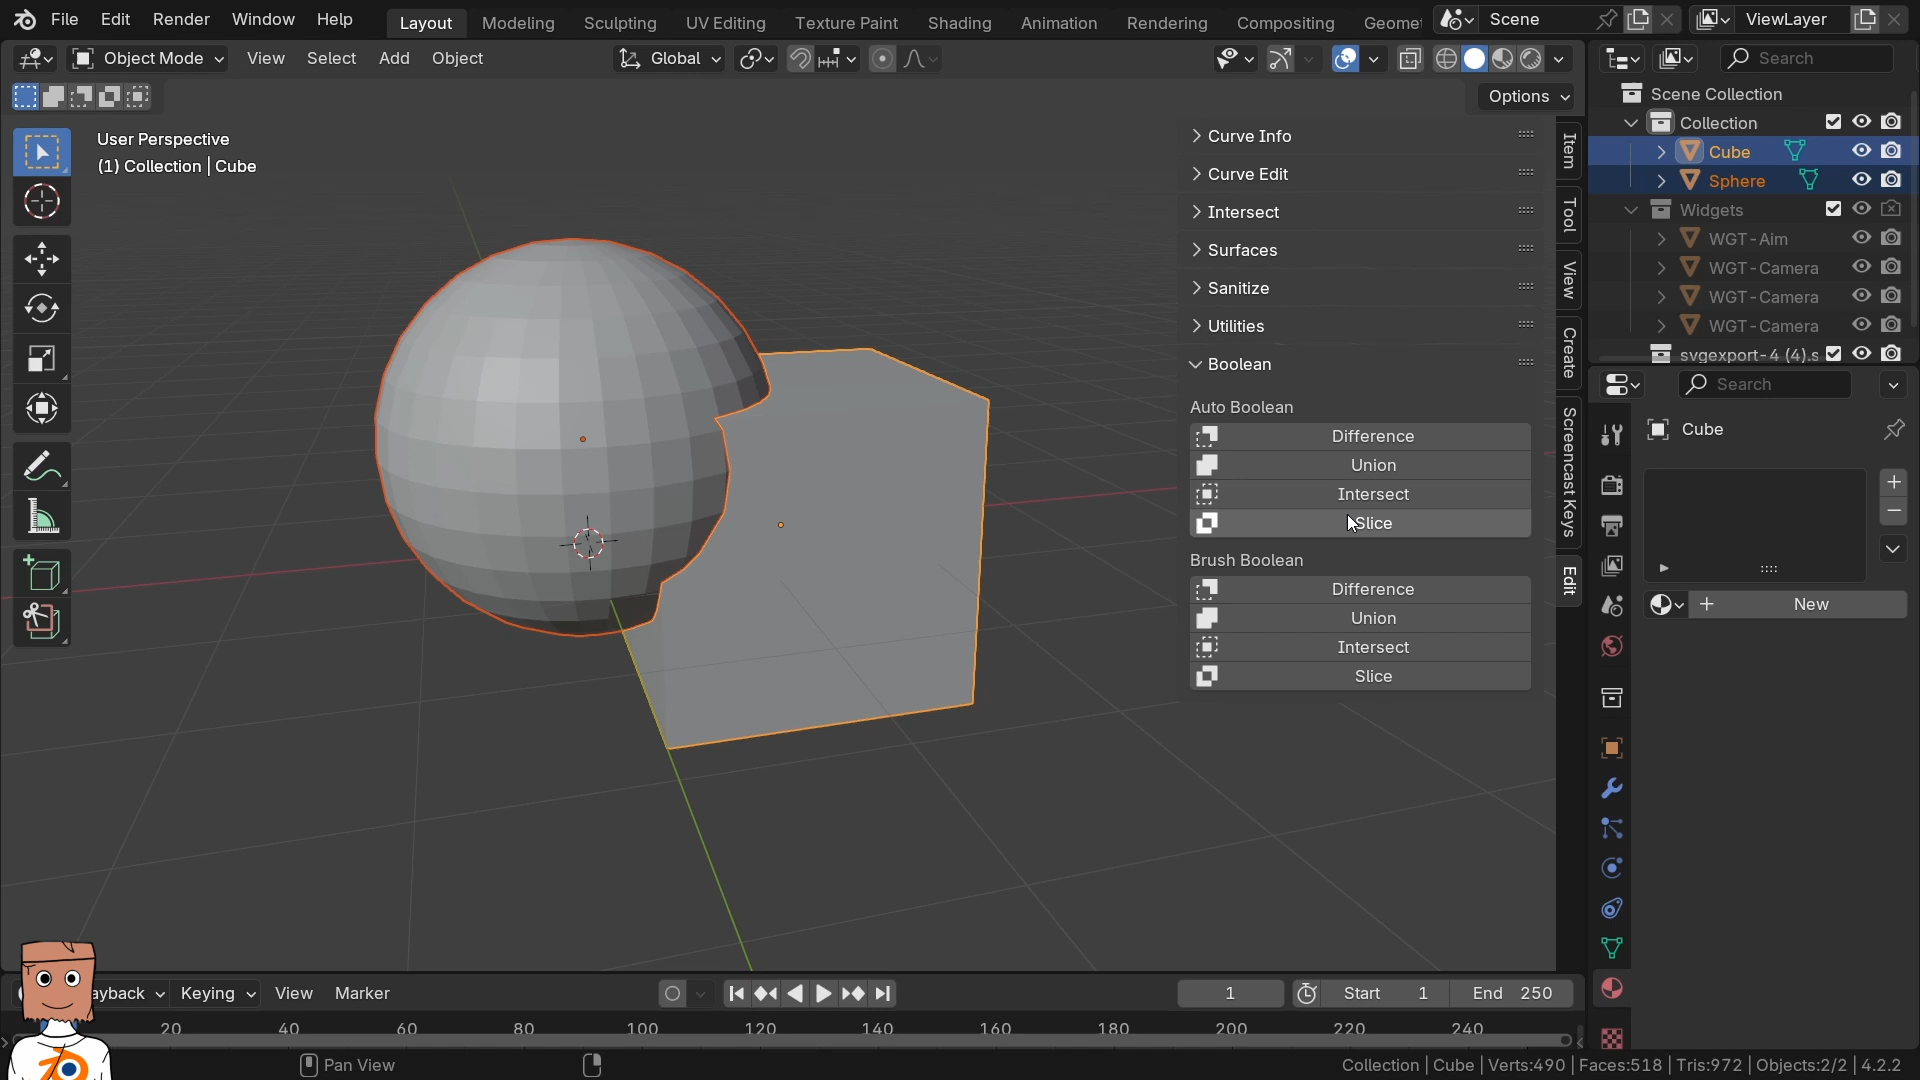 File Edit Render Window Help
Layout Modeling Sculpting UV Editing Texture Paint Shading Animation Rendering Compositing Geomet
Scene
ViewLayer
Object Mode View Select Add Object
Global
Search
Options
User Perspective
(1) Collection | Cube
Curve Info
Curve Edit
Intersect
Surfaces
Sanitize
Utilities
Boolean
Auto Boolean
Difference
Union
Intersect
Slice
Brush Boolean
Difference
Union
Intersect
Slice
Item
Tool
View
Create
Screencast Keys
Edit
Scene Collection
Collection
Cube
Sphere
Widgets
WGT-Aim
WGT-Camera
WGT-Camera
WGT-Camera
svgexport-4 (4).s
Search
Cube
New
ayback Keying View Marker
1
Start 1
End 250
20 40 60 80 100 120 140 160 180 200 220 240
Pan View
Collection | Cube | Verts:490 | Faces:518 | Tris:972 | Objects:2/2 | 4.2.2